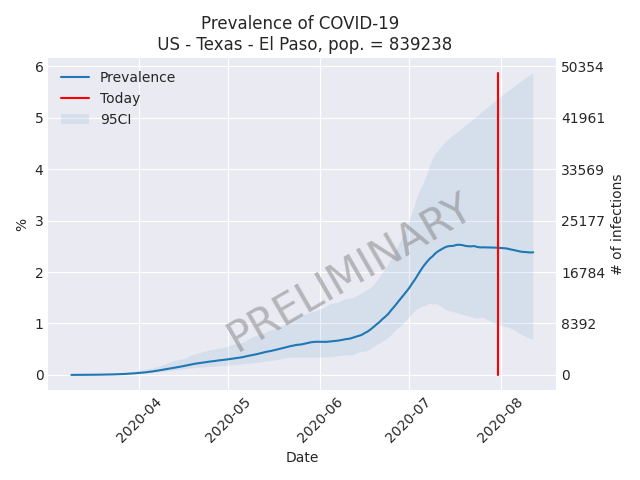 Prevalence of COVID-19
US - Texas - El Paso, pop. = 839238
Prevalence
Today
95CI
6
5
4
3
2
1
0
%
50354
41961
33569
25177
16784
8392
0
# of infections
PRELIMINARY
2020-04
2020-05
2020-06
2020-07
2020-08
Date